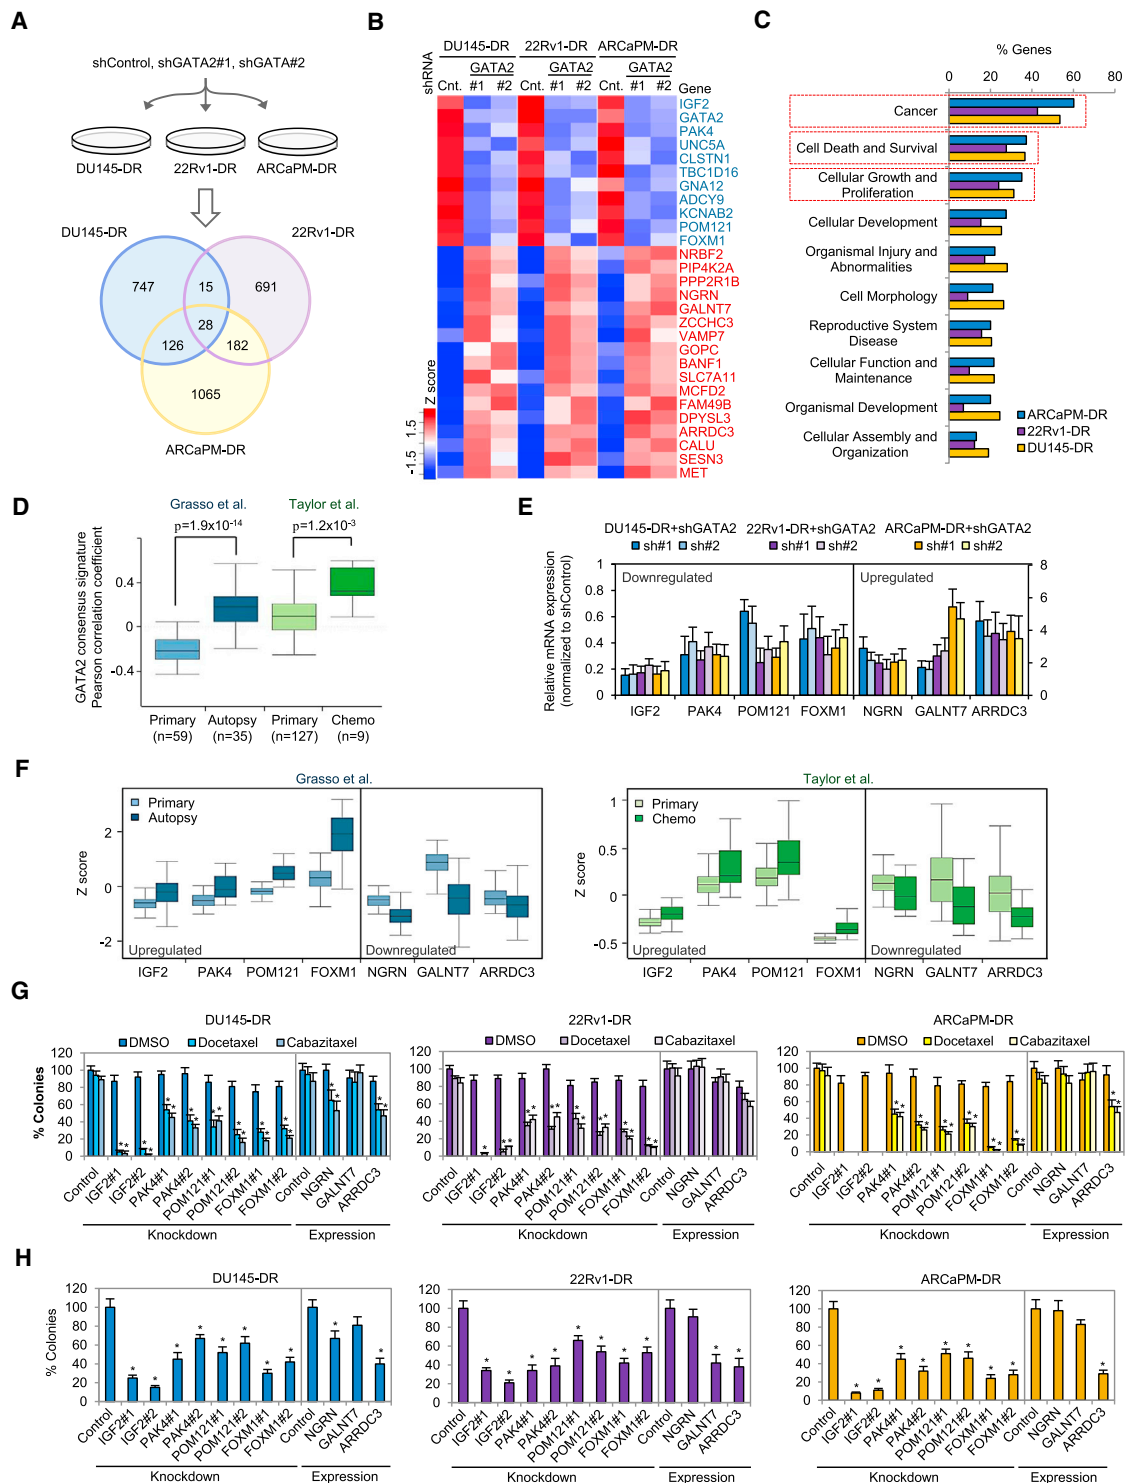 A
shControl, shGATA2#1, shGATA#2
DU145-DR 22Rv1-DR ARCaPM-DR
DU145-DR
22Rv1-DR
747 15 691
28
126 182
1065
ARCaPM-DR
B
DU145-DR 22Rv1-DR ARCaPM-DR
shRNA
GATA2 GATA2 GATA2
Cnt. #1 #2 Cnt. #1 #2 Cnt. #1 #2 Gene
IGF2
GATA2
PAK4
UNC5A
CLSTN1
TBC1D16
GNA12
ADCY9
KCNAB2
POM121
FOXM1
NRBF2
PIP4K2A
PPP2R1B
NGRN
GALNT7
ZCCHC3
VAMP7
GOPC
BANF1
SLC7A11
MCFD2
FAM49B
DPYSL3
ARRDC3
CALU
SESN3
MET
Z score
1.5
-1.5
C
% Genes
0 20 40 60 80
Cancer
Cell Death and Survival
Cellular Growth and
Proliferation
Cellular Development
Organismal Injury and
Abnormalities
Cell Morphology
Reproductive System
Disease
Cellular Function and
Maintenance
Organismal Development
Cellular Assembly and
Organization
ARCaPM-DR
22Rv1-DR
DU145-DR
D
Grasso et al. Taylor et al.
p=1.9x10-14 p=1.2x10-3
GATA2 consensus signature
Pearson correlation coefficient
0.4
0
-0.4
Primary Autopsy Primary Chemo
(n=59) (n=35) (n=127) (n=9)
E
DU145-DR+shGATA2 22Rv1-DR+shGATA2 ARCaPM-DR+shGATA2
sh#1 sh#2 sh#1 sh#2 sh#1 sh#2
Relative mRNA expression
(normalized to shControl)
Downregulated Upregulated
1
0.8
0.6
0.4
0.2
0
8
6
4
2
0
IGF2 PAK4 POM121 FOXM1 NGRN GALNT7 ARRDC3
F
Grasso et al.
Primary
Autopsy
Z score
2
0
-2
Upregulated Downregulated
IGF2 PAK4 POM121 FOXM1 NGRN GALNT7 ARRDC3
Taylor et al.
Primary
Chemo
Z score
1
0.5
0
-0.5
Upregulated Downregulated
IGF2 PAK4 POM121 FOXM1 NGRN GALNT7 ARRDC3
G
DU145-DR
DMSO Docetaxel Cabazitaxel
% Colonies
120
100
80
60
40
20
0
Control IGF2#1 IGF2#2 PAK4#1 PAK4#2 POM121#1 POM121#2 FOXM1#1 FOXM1#2 Control NGRN GALNT7 ARRDC3
Knockdown Expression
22Rv1-DR
DMSO Docetaxel Cabazitaxel
120
100
80
60
40
20
0
Control IGF2#1 IGF2#2 PAK4#1 PAK4#2 POM121#1 POM121#2 FOXM1#1 FOXM1#2 Control NGRN GALNT7 ARRDC3
Knockdown Expression
ARCaPM-DR
DMSO Docetaxel Cabazitaxel
120
100
80
60
40
20
0
Control IGF2#1 IGF2#2 PAK4#1 PAK4#2 POM121#1 POM121#2 FOXM1#1 FOXM1#2 Control NGRN GALNT7 ARRDC3
Knockdown Expression
H
DU145-DR
% Colonies
120
100
80
60
40
20
0
Control IGF2#1 IGF2#2 PAK4#1 PAK4#2 POM121#1 POM121#2 FOXM1#1 FOXM1#2 Control NGRN GALNT7 ARRDC3
Knockdown Expression
22Rv1-DR
120
100
80
60
40
20
0
Control IGF2#1 IGF2#2 PAK4#1 PAK4#2 POM121#1 POM121#2 FOXM1#1 FOXM1#2 Control NGRN GALNT7 ARRDC3
Knockdown Expression
ARCaPM-DR
120
100
80
60
40
20
0
Control IGF2#1 IGF2#2 PAK4#1 PAK4#2 POM121#1 POM121#2 FOXM1#1 FOXM1#2 Control NGRN GALNT7 ARRDC3
Knockdown Expression